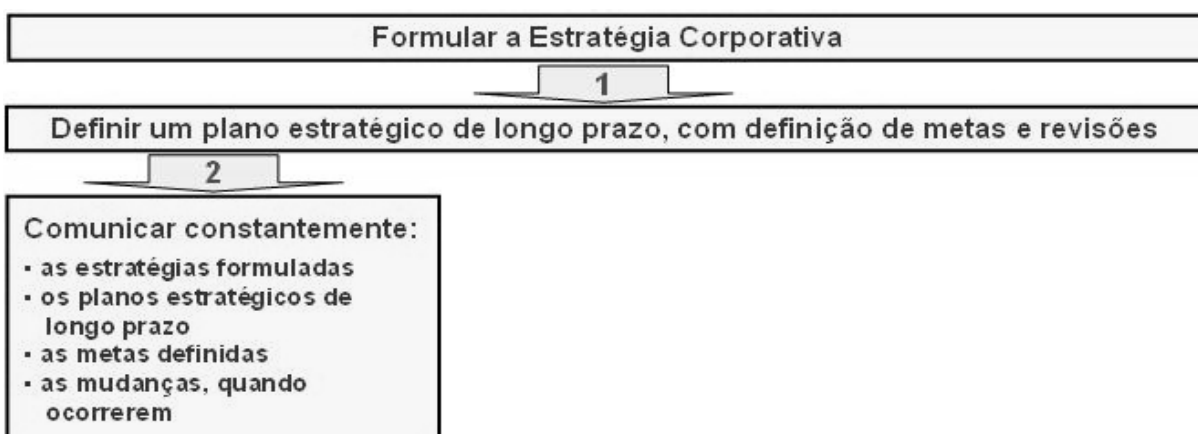 Formular a Estratégia Corporativa
1
Definir um plano estratégico de longo prazo, com definição de metas e revisões
2
Comunicar constantemente:
▪ as estratégias formuladas
▪ os planos estratégicos de
longo prazo
▪ as metas definidas
▪ as mudanças, quando
ocorrerem